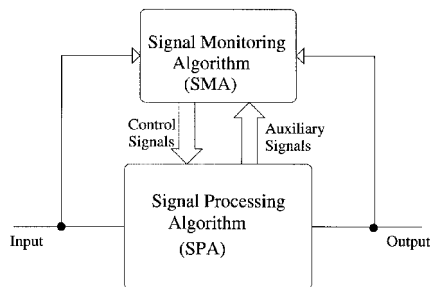 Signal Monitoring
Algorithm
(SMA)
Control
Signals
Auxiliary
Signals
Signal Processing
Algorithm
(SPA)
Input
Output